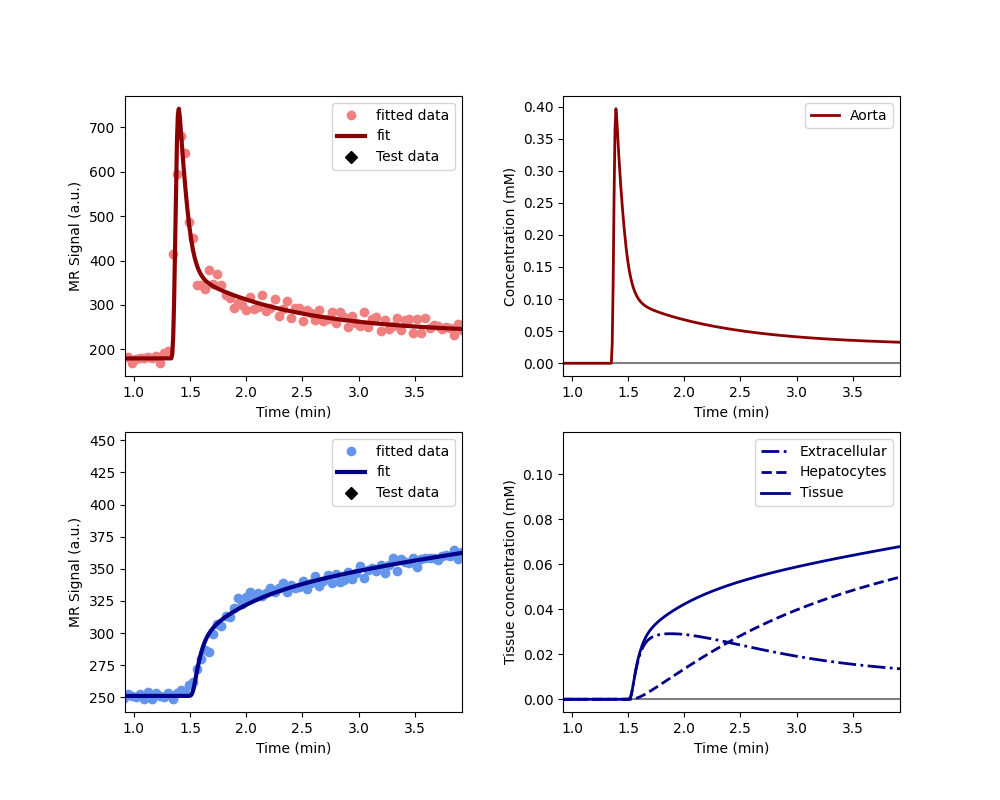 700
600
500
400
300
200
MR Signal (a.u.)
1.0 1.5 2.0 2.5 3.0 3.5
Time (min)
fitted data
fit
Test data
0.40
0.35
0.30
0.25
0.20
0.15
0.10
0.05
0.00
Concentration (mM)
1.0 1.5 2.0 2.5 3.0 3.5
Time (min)
Aorta
450
425
400
375
350
325
300
275
250
MR Signal (a.u.)
1.0 1.5 2.0 2.5 3.0 3.5
Time (min)
fitted data
fit
Test data
0.10
0.08
0.06
0.04
0.02
0.00
Tissue concentration (mM)
1.0 1.5 2.0 2.5 3.0 3.5
Time (min)
Extracellular
Hepatocytes
Tissue